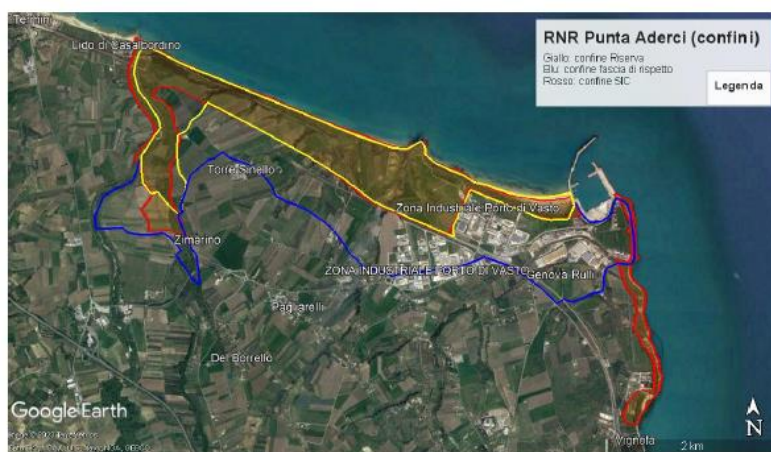 Termini
Lido di Casalbordino
RNR Punta Aderci (confini)
Giallo: confine Riserva
Blu: confine fascia di rispetto
Rosso: confine SIC
Legenda
Torre Sinello
Zona Industriale Porto di Vasto
Zimarino
ZONA INDUSTRIALE PORTO DI VASTO
Genova Rulli
Pagliarelli
Del Borrello
Google Earth
N
Vignola
2 km